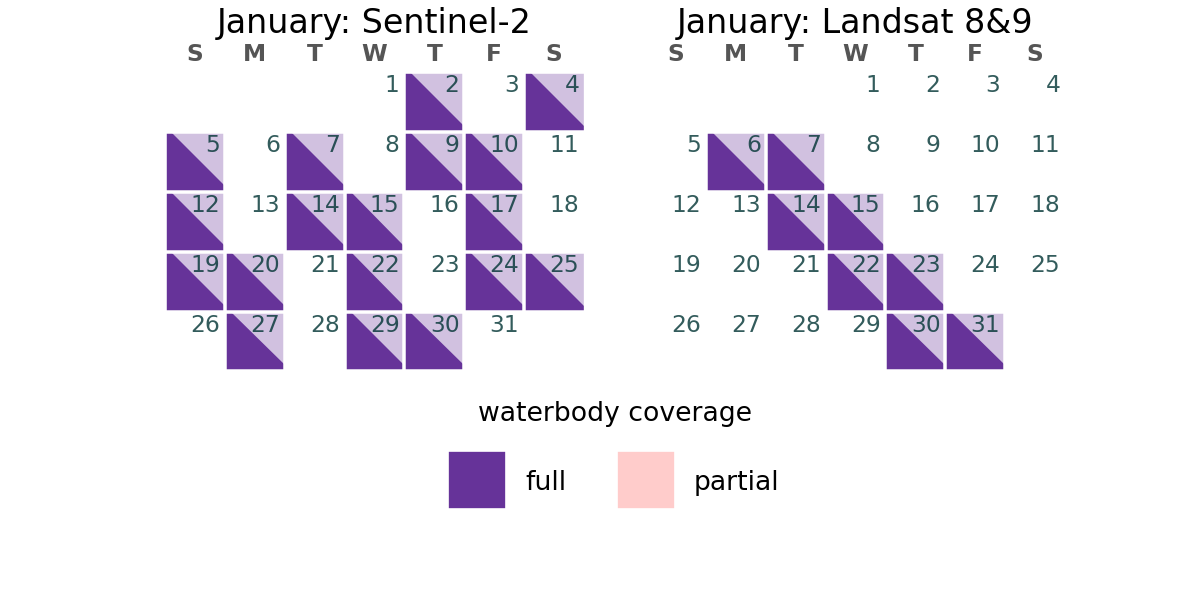 January: Sentinel-2
S M T W T F S
1 2 3 4
5 6 7 8 9 10 11
12 13 14 15 16 17 18
19 20 21 22 23 24 25
26 27 28 29 30 31
January: Landsat 8&9
S M T W T F S
1 2 3 4
5 6 7 8 9 10 11
12 13 14 15 16 17 18
19 20 21 22 23 24 25
26 27 28 29 30 31
waterbody coverage
full partial